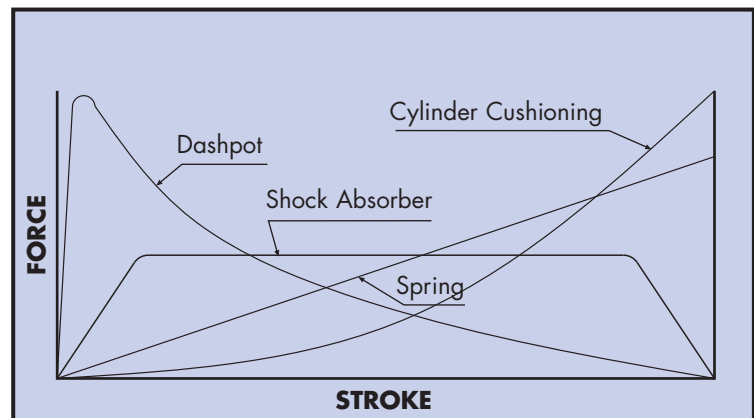 Cylinder Cushioning
Dashpot
Shock Absorber
Spring
FORCE
STROKE